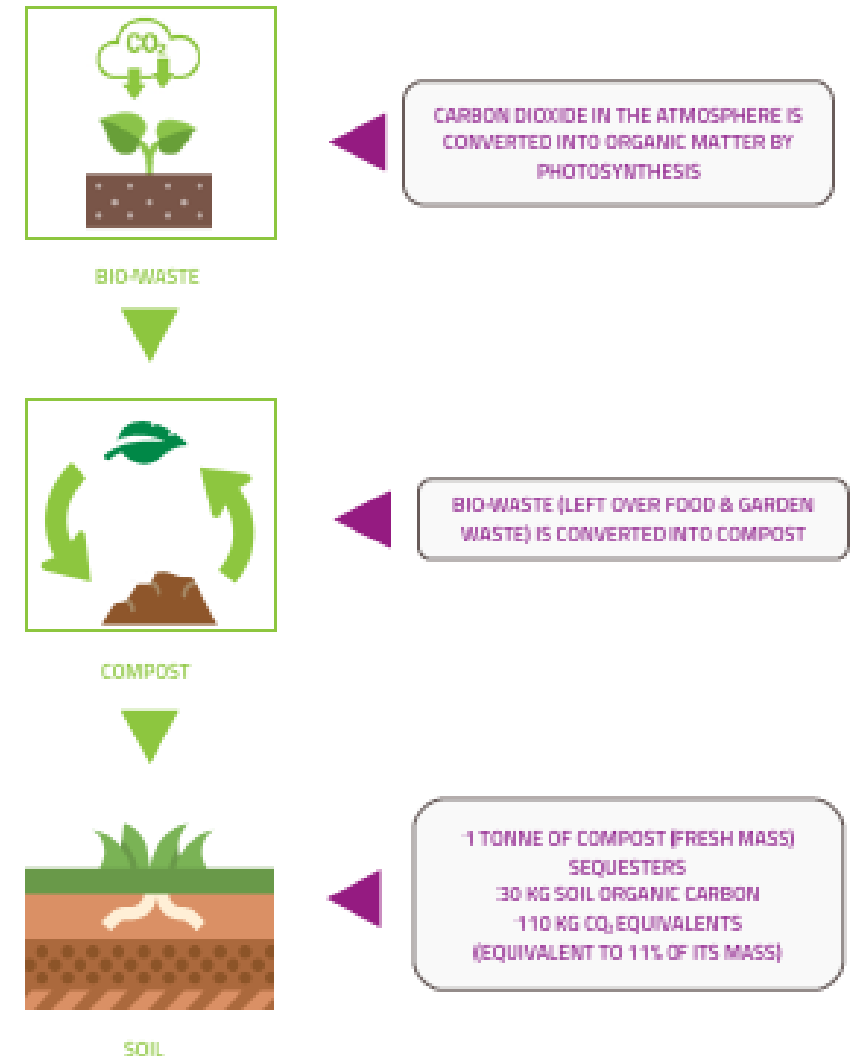 CO₂
CARBON DIOXIDE IN THE ATMOSPHERE IS
CONVERTED INTO ORGANIC MATTER BY
PHOTOSYNTHESIS
BIO-WASTE
BIO-WASTE (LEFT OVER FOOD & GARDEN
WASTE) IS CONVERTED INTO COMPOST
COMPOST
~1 TONNE OF COMPOST (FRESH MASS)
SEQUESTERS
~30 KG SOIL ORGANIC CARBON
~110 KG CO₂ EQUIVALENTS
(EQUIVALENT TO 11% OF ITS MASS)
SOIL